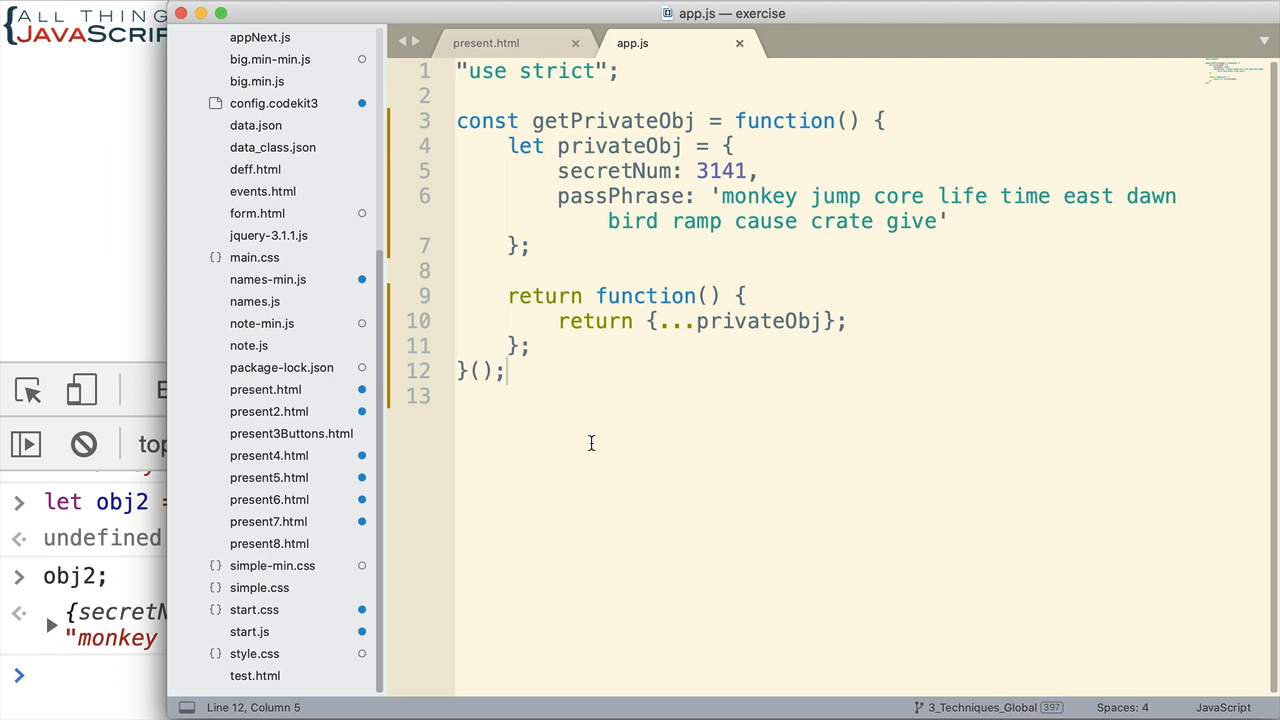 {ALL THING
JAVASCRIP
app.js — exercise
present.html ×
app.js ×
appNext.js
big.min-min.js
big.min.js
config.codekit3
data.json
data_class.json
deff.html
events.html
form.html
jquery-3.1.1.js
{} main.css
names-min.js
names.js
note-min.js
note.js
package-lock.json
present.html
present2.html
present3Buttons.html
present4.html
present5.html
present6.html
present7.html
present8.html
{} simple-min.css
{} simple.css
{} start.css
start.js
{} style.css
test.html
1 "use strict";
2
3 const getPrivateObj = function() {
4 let privateObj = {
5 secretNum: 3141,
6 passPhrase: 'monkey jump core life time east dawn
bird ramp cause crate give'
7 };
8
9 return function() {
10 return {...privateObj};
11 };
12 }();
13
top
> let obj2 =
undefined
> obj2;
{secretN
"monkey
>
Line 12, Column 5
3_Techniques_Global 397
Spaces: 4
JavaScript